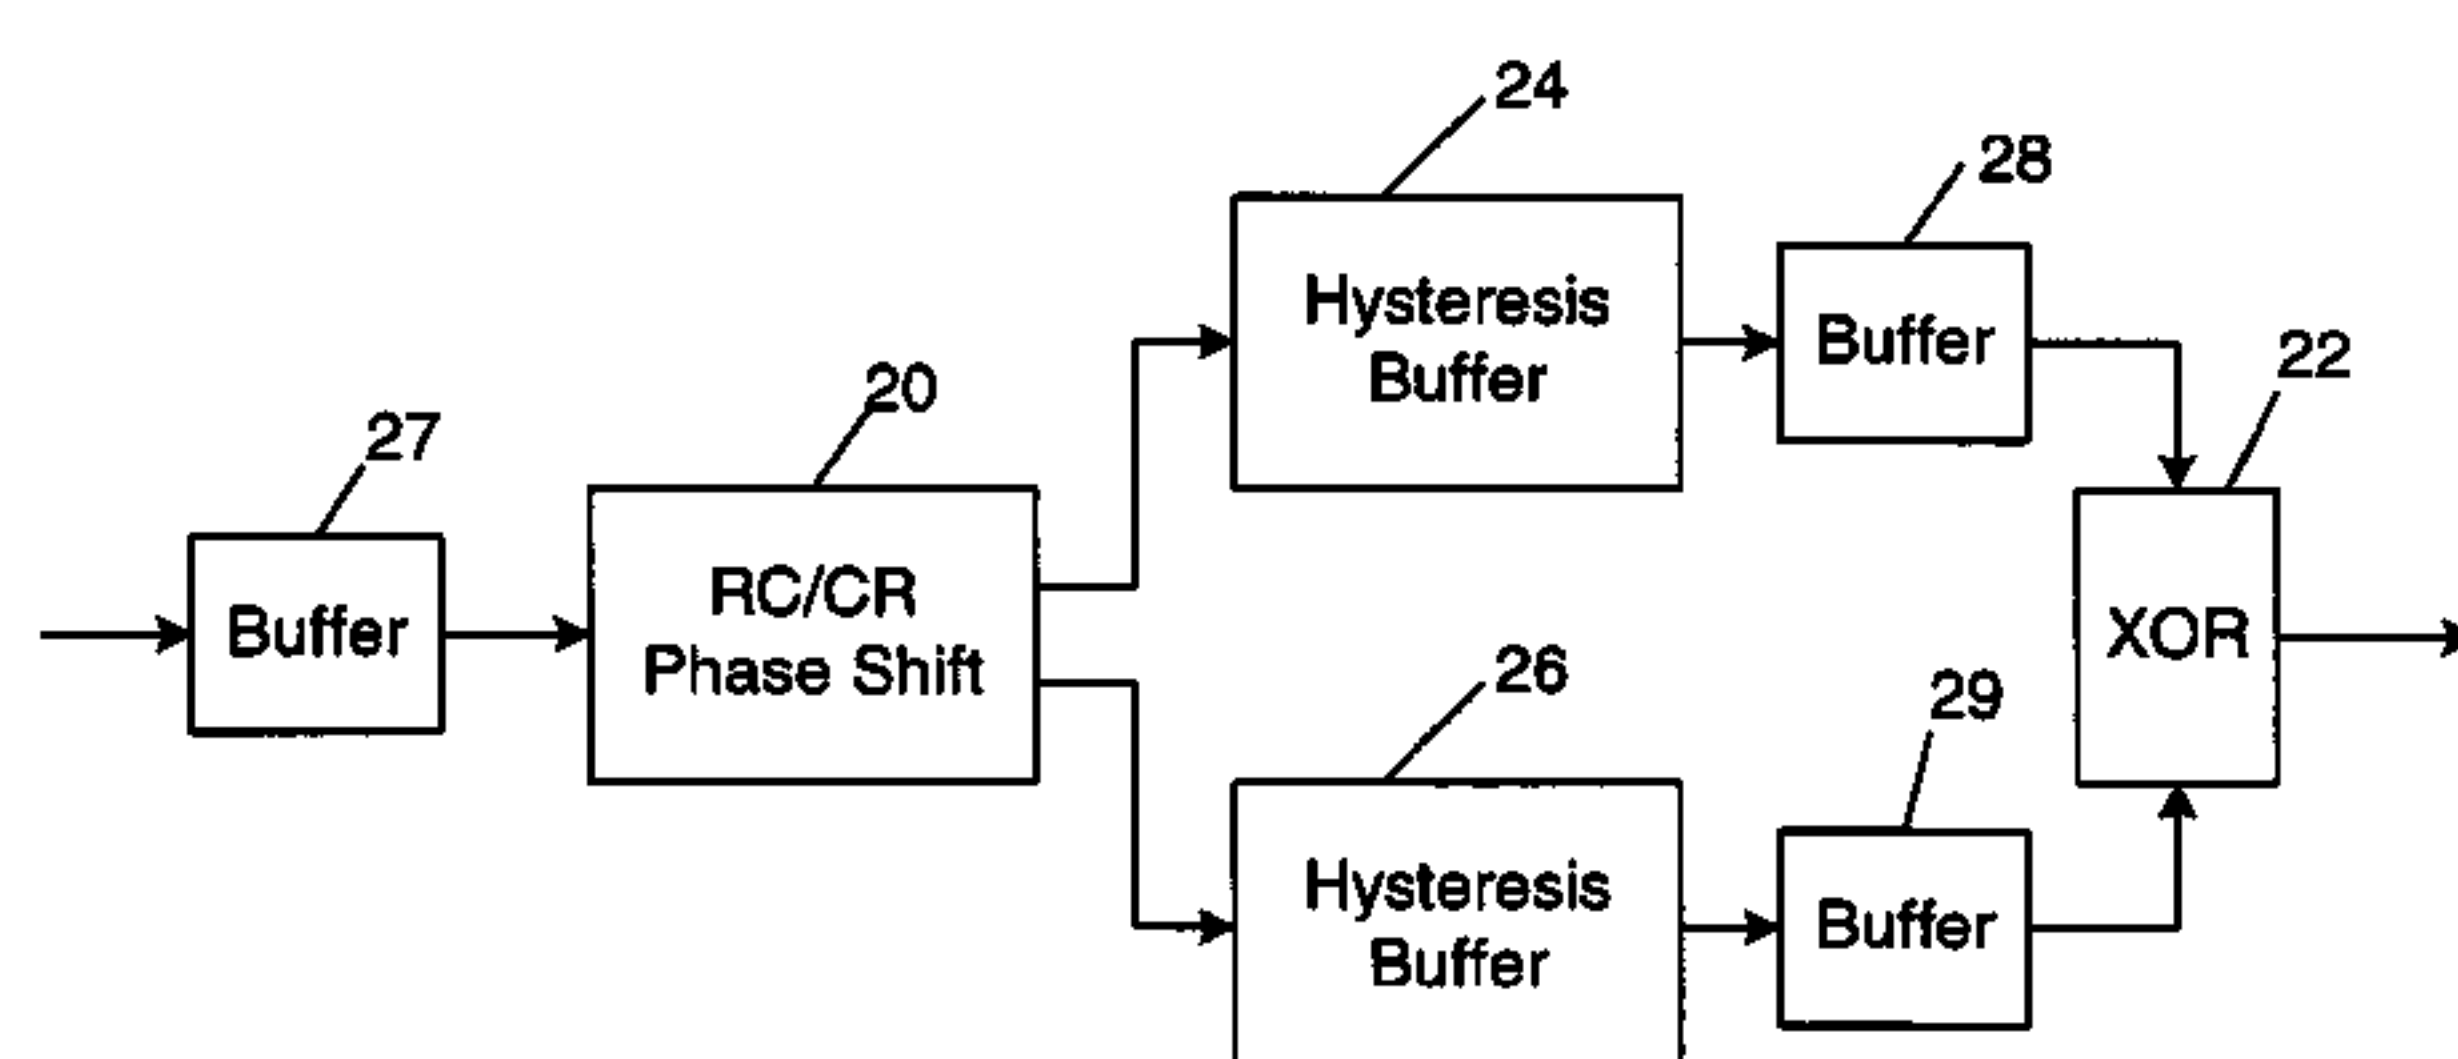 24
28
Hysteresis
Buffer
Buffer
22
20
27
RC/CR
Phase Shift
Buffer
XOR
26
29
Hysteresis
Buffer
Buffer